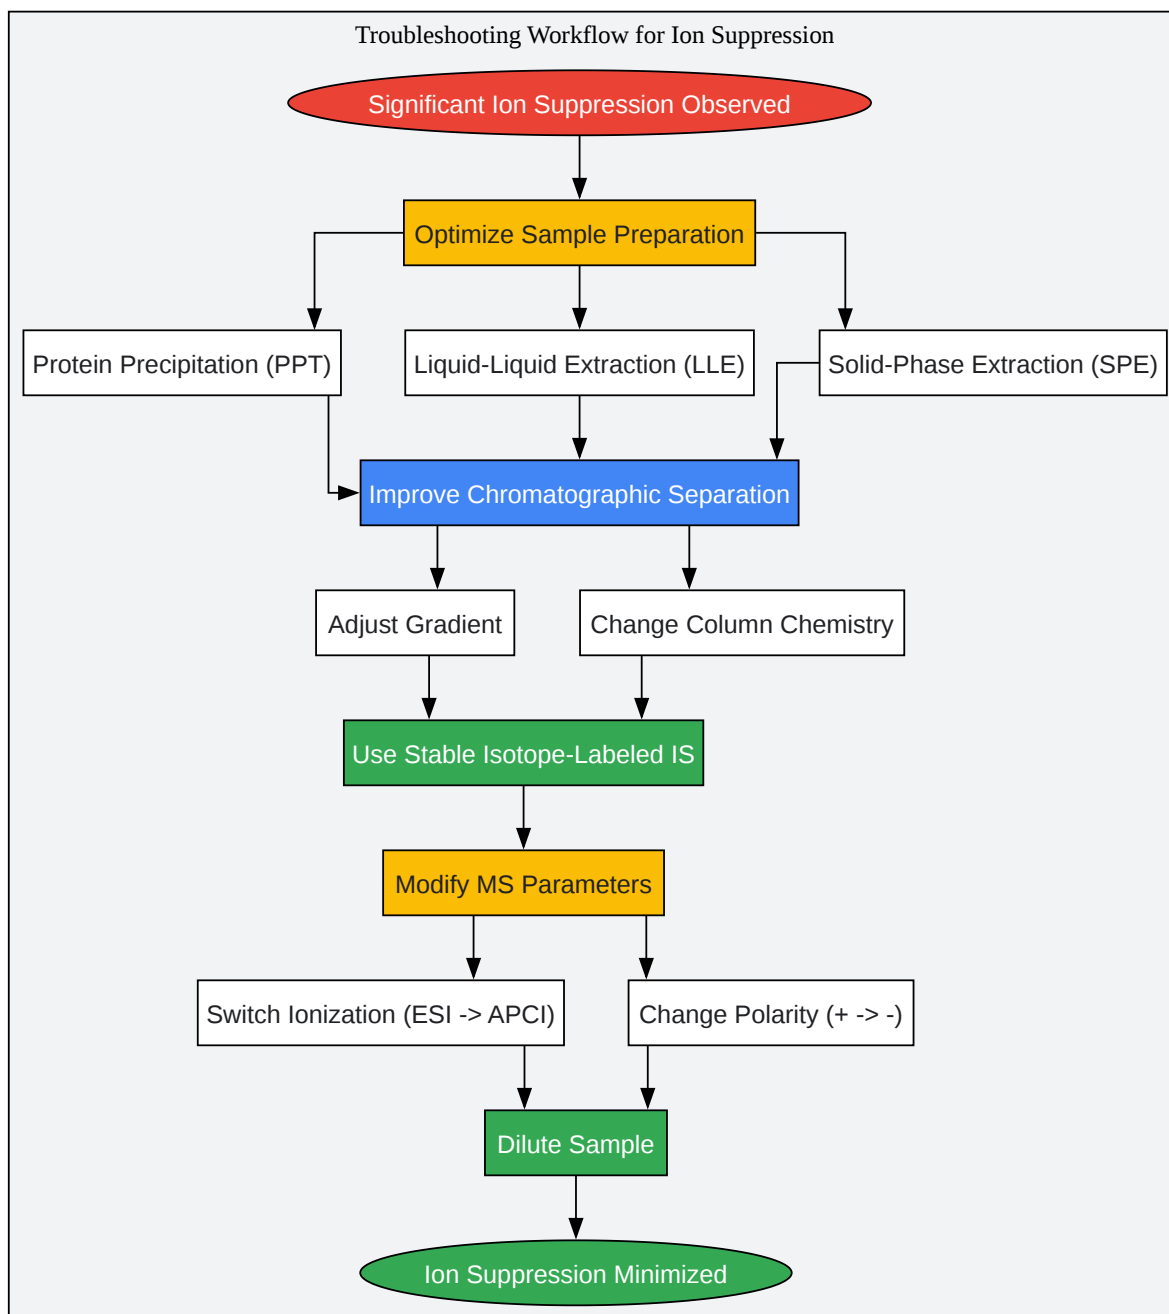 Troubleshooting Workflow for Ion Suppression
Significant Ion Suppression Observed
Optimize Sample Preparation
Protein Precipitation (PPT)
Liquid-Liquid Extraction (LLE)
Solid-Phase Extraction (SPE)
Improve Chromatographic Separation
Adjust Gradient
Change Column Chemistry
Use Stable Isotope-Labeled IS
Modify MS Parameters
Switch Ionization (ESI -> APCI)
Change Polarity (+ -> -)
Dilute Sample
Ion Suppression Minimized